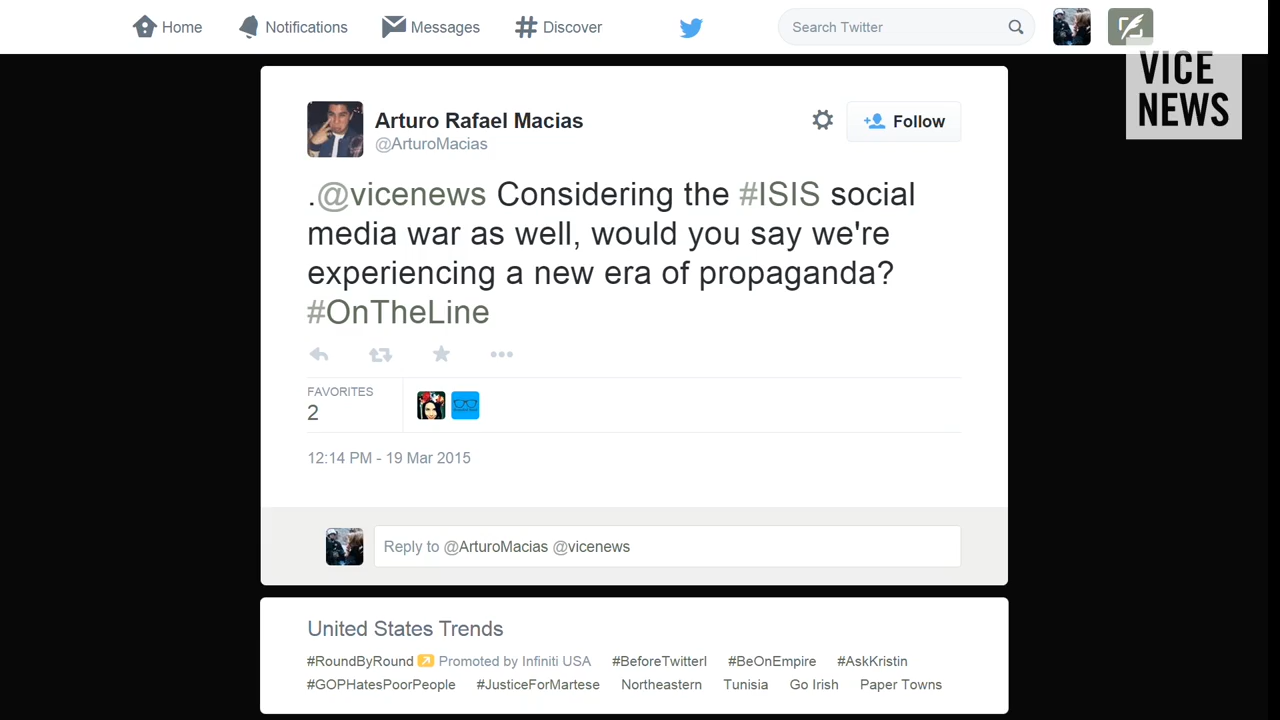 Home Notifications Messages Discover Search Twitter
VICE
NEWS
Arturo Rafael Macias
@ArturoMacias
Follow
.@vicenews Considering the #ISIS social
media war as well, would you say we're
experiencing a new era of propaganda?
#OnTheLine
FAVORITES
2
12:14 PM - 19 Mar 2015
Reply to @ArturoMacias @vicenews
United States Trends
#RoundByRound Promoted by Infiniti USA #BeforeTwitterI #BeOnEmpire #AskKristin
#GOPHatesPoorPeople #JusticeForMartese Northeastern Tunisia Go Irish Paper Towns